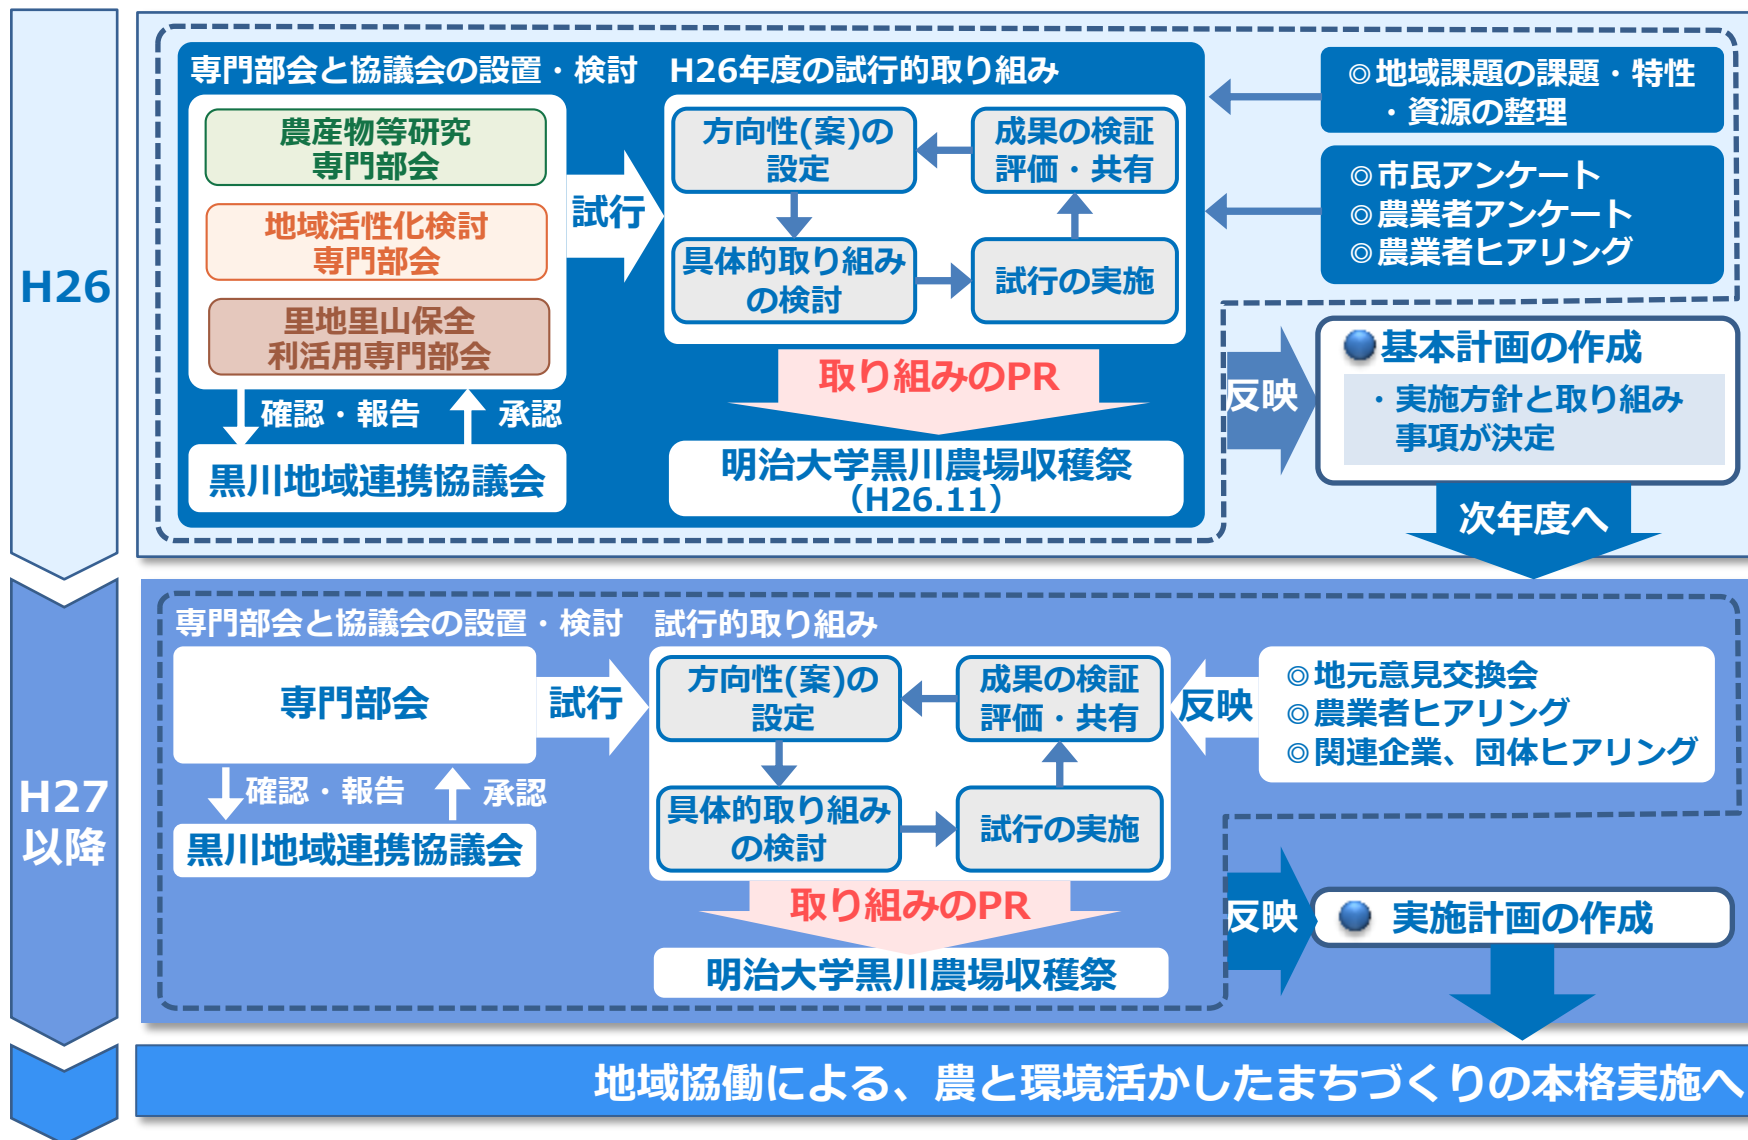 H26
専門部会と協議会の設置・検討
農産物等研究
専門部会
地域活性化検討
専門部会
里地里山保全
利活用専門部会
確認・報告
承認
黒川地域連携協議会
試行
H26年度の試行的取り組み
方向性(案)の
設定
成果の検証
評価・共有
具体的取り組み
の検討
試行の実施
取り組みのPR
明治大学黒川農場収穫祭
（H26.11）
◎地域課題の課題・特性
・資源の整理
◎市民アンケート
◎農業者アンケート
◎農業者ヒアリング
反映
基本計画の作成
・実施方針と取り組み
事項が決定
次年度へ
H27
以降
専門部会と協議会の設置・検討
専門部会
確認・報告
承認
黒川地域連携協議会
試行
試行的取り組み
方向性(案)の
設定
成果の検証
評価・共有
具体的取り組み
の検討
試行の実施
取り組みのPR
明治大学黒川農場収穫祭
反映
◎地元意見交換会
◎農業者ヒアリング
◎関連企業、団体ヒアリング
反映
実施計画の作成
地域協働による、農と環境活かしたまちづくりの本格実施へ